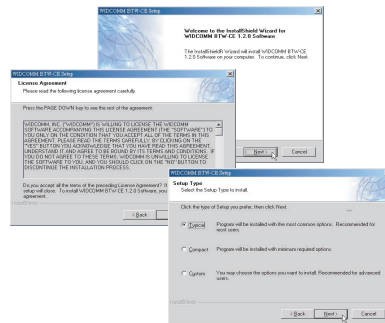 WIDCOMM BTW-CE Setup
Welcome to the InstallShield Wizard for
WIDCOMM BTW-CE 1.2.0 Software
The InstallShieldR Wizard will install WIDCOMM BTW-CE
1.2.0 Software on your computer. To continue, click Next.
Next >
Cancel
WIDCOMM BTW-CE Setup
License Agreement
Please read the following license agreement carefully.
Press the PAGE DOWN key to see the rest of the agreement.
WIDCOMM, INC. ("WIDCOMM") IS WILLING TO LICENSE THE WIDCOMM
SOFTWARE ACCOMPANYING THIS LICENSE AGREEMENT (THE "SOFTWARE") TO
YOU ONLY ON THE CONDITION THAT YOU ACCEPT ALL OF THE TERMS IN THIS
AGREEMENT. PLEASE READ THE TERMS CAREFULLY. BY CLICKING ON THE
"YES" BUTTON YOU ACKNOWLEDGE THAT YOU HAVE READ THIS AGREEMENT,
UNDERSTAND IT AND AGREE TO BE BOUND BY ITS TERMS AND CONDITIONS. IF
YOU DO NOT AGREE TO THESE TERMS, WIDCOMM IS UNWILLING TO LICENSE
THE SOFTWARE TO YOU, AND YOU SHOULD CLICK ON THE "NO" BUTTON TO
DISCONTINUE THE INSTALLATION PROCESS.
Do you accept all the terms of the preceding License Agreement?
setup will close. To install WIDCOMM BTW-CE 1.2.0 Software, you
agreement.
InstallShield
< Back
WIDCOMM BTW-CE Setup
Setup Type
Select the Setup Type to install.
Click the type of Setup you prefer, then click Next.
Typical
Program will be installed with the most common options. Recommended for
most users.
Compact
Program will be installed with minimum required options.
Custom
You may choose the options you want to install. Recommended for advanced
users.
InstallShield
< Back
Next >
Cancel